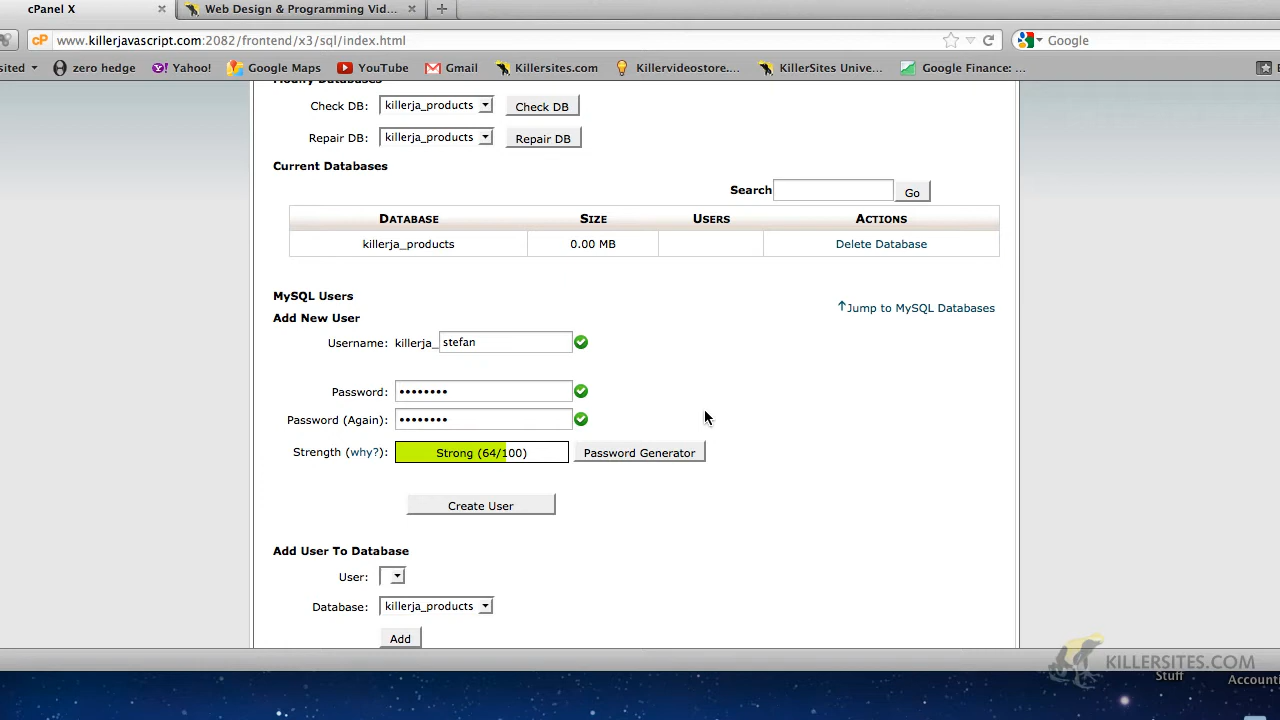 cPanel X
Web Design & Programming Vid...
www.killerjavascript.com:2082/frontend/x3/sql/index.html
Google
sited
zero hedge
Yahoo!
Google Maps
YouTube
Gmail
Killersites.com
Killervideostore....
KillerSites Unive...
Google Finance: ...
Modify Databases
Check DB: killerja_products Check DB
Repair DB: killerja_products Repair DB
Current Databases
Search Go
DATABASE SIZE USERS ACTIONS
killerja_products 0.00 MB Delete Database
MySQL Users
Jump to MySQL Databases
Add New User
Username: killerja_ stefan
Password: ••••••••
Password (Again): ••••••••
Strength (why?): Strong (64/100) Password Generator
Create User
Add User To Database
User:
Database: killerja_products
Add
KILLERSITES.COM
Stuff
Accounti